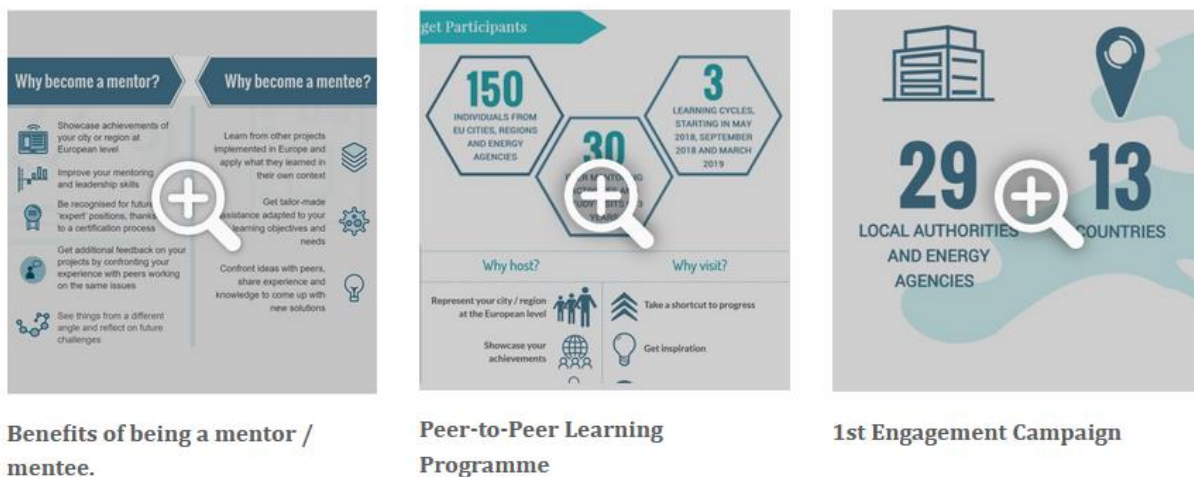 Why become a mentor?
Showcase achievements of
your city or region at
European level
Improve your mentoring
and leadership skills
Be recognised for future
'expert' positions, thanks
to a certification process
Get additional feedback on your
projects by confronting your
experience with peers working
on the same issues
See things from a different
angle and reflect on future
challenges
Why become a mentee?
Learn from other projects
implemented in Europe and
apply what they learned in
their own context
Get tailor-made
assistance adapted to your
learning objectives and
needs
Confront ideas with peers,
share experience and
knowledge to come up with
new solutions
Benefits of being a mentor /
mentee.
get Participants
150
INDIVIDUALS FROM
EU CITIES, REGIONS
AND ENERGY
AGENCIES
30
YEARS
3
LEARNING CYCLES,
STARTING IN MAY
2018, SEPTEMBER
2018 AND MARCH
2019
Why host?
Represent your city / region
at the European level
Showcase your
achievements
Why visit?
Take a shortcut to progress
Get inspiration
Peer-to-Peer Learning
Programme
29
LOCAL AUTHORITIES
AND ENERGY
AGENCIES
13
COUNTRIES
1st Engagement Campaign